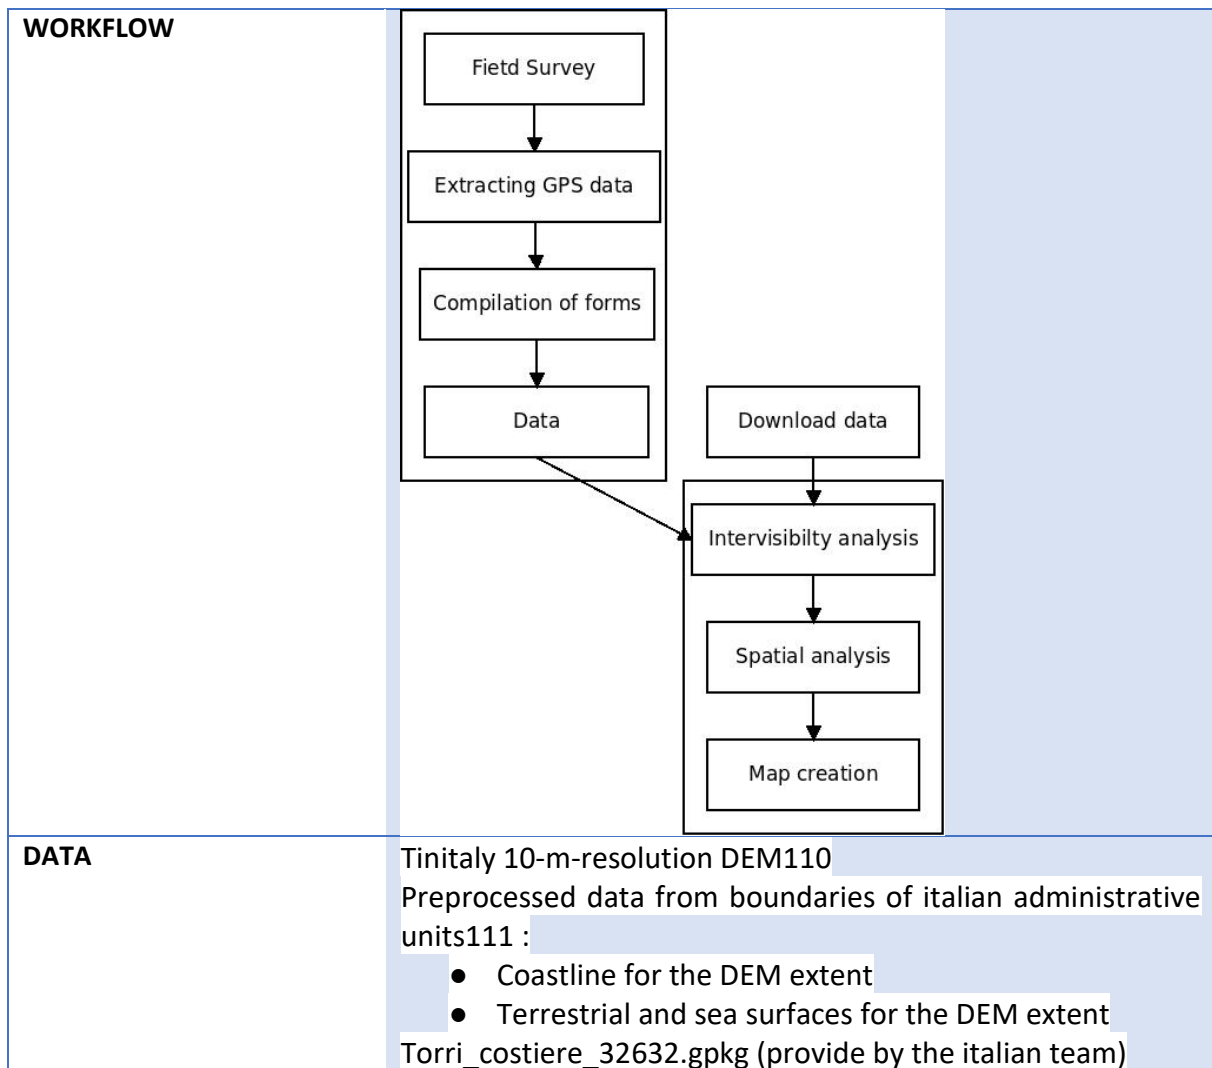 WORKFLOW
Fietd Survey
Extracting GPS data
Compilation of forms
Data
Download data
Intervisibilty analysis
Spatial analysis
Map creation
DATA
Tinitaly 10-m-resolution DEM110
Preprocessed data from boundaries of italian administrative
units111 :
● Coastline for the DEM extent
● Terrestrial and sea surfaces for the DEM extent
Torri_costiere_32632.gpkg (provide by the italian team)